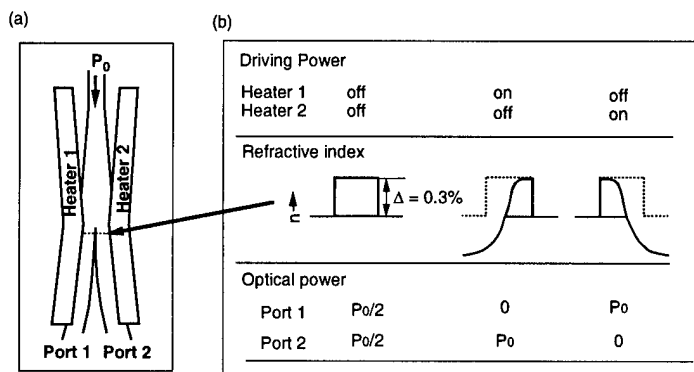 (a)
P0
Heater 1
Heater 2
Port 1 Port 2
(b)
Driving Power
Heater 1 off on off
Heater 2 off off on
Refractive index
n
Δ = 0.3%
Optical power
Port 1 P0/2 0 P0
Port 2 P0/2 P0 0